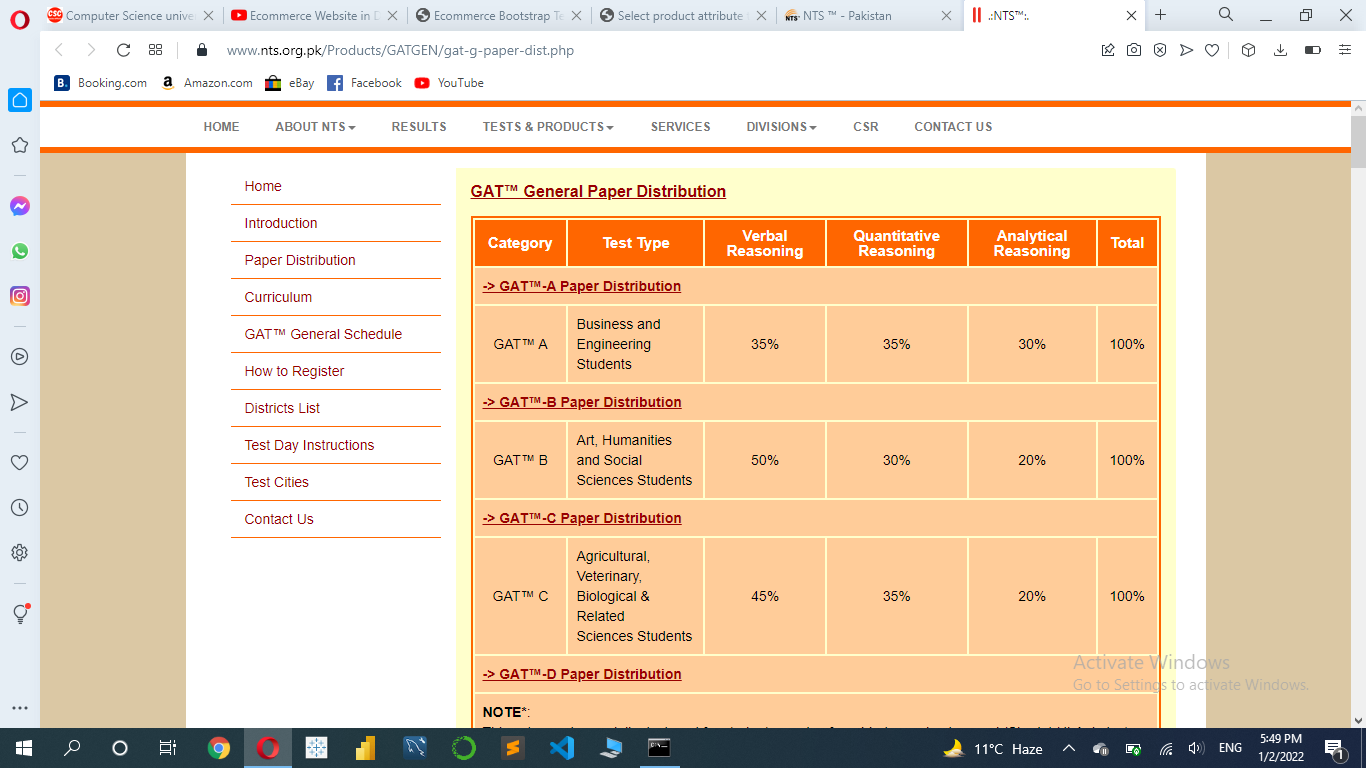 Computer Science unive
Ecommerce Website in D
Ecommerce Bootstrap Te
Select product attribute
NTS ™ - Pakistan
.:NTS™:.
www.nts.org.pk/Products/GATGEN/gat-g-paper-dist.php
Booking.com
Amazon.com
eBay
Facebook
YouTube
HOME
ABOUT NTS
RESULTS
TESTS & PRODUCTS
SERVICES
DIVISIONS
CSR
CONTACT US
Home
Introduction
Paper Distribution
Curriculum
GAT™ General Schedule
How to Register
Districts List
Test Day Instructions
Test Cities
Contact Us
GAT™ General Paper Distribution
Category
Test Type
Verbal
Reasoning
Quantitative
Reasoning
Analytical
Reasoning
Total
-> GAT™-A Paper Distribution
GAT™ A
Business and
Engineering
Students
35%
35%
30%
100%
-> GAT™-B Paper Distribution
GAT™ B
Art, Humanities
and Social
Sciences Students
50%
30%
20%
100%
-> GAT™-C Paper Distribution
GAT™ C
Agricultural,
Veterinary,
Biological &
Related
Sciences Students
45%
35%
20%
100%
-> GAT™-D Paper Distribution
NOTE*:
Activate Windows
Go to Settings to activate Windows.
11°C Haze
ENG
5:49 PM
1/2/2022
1